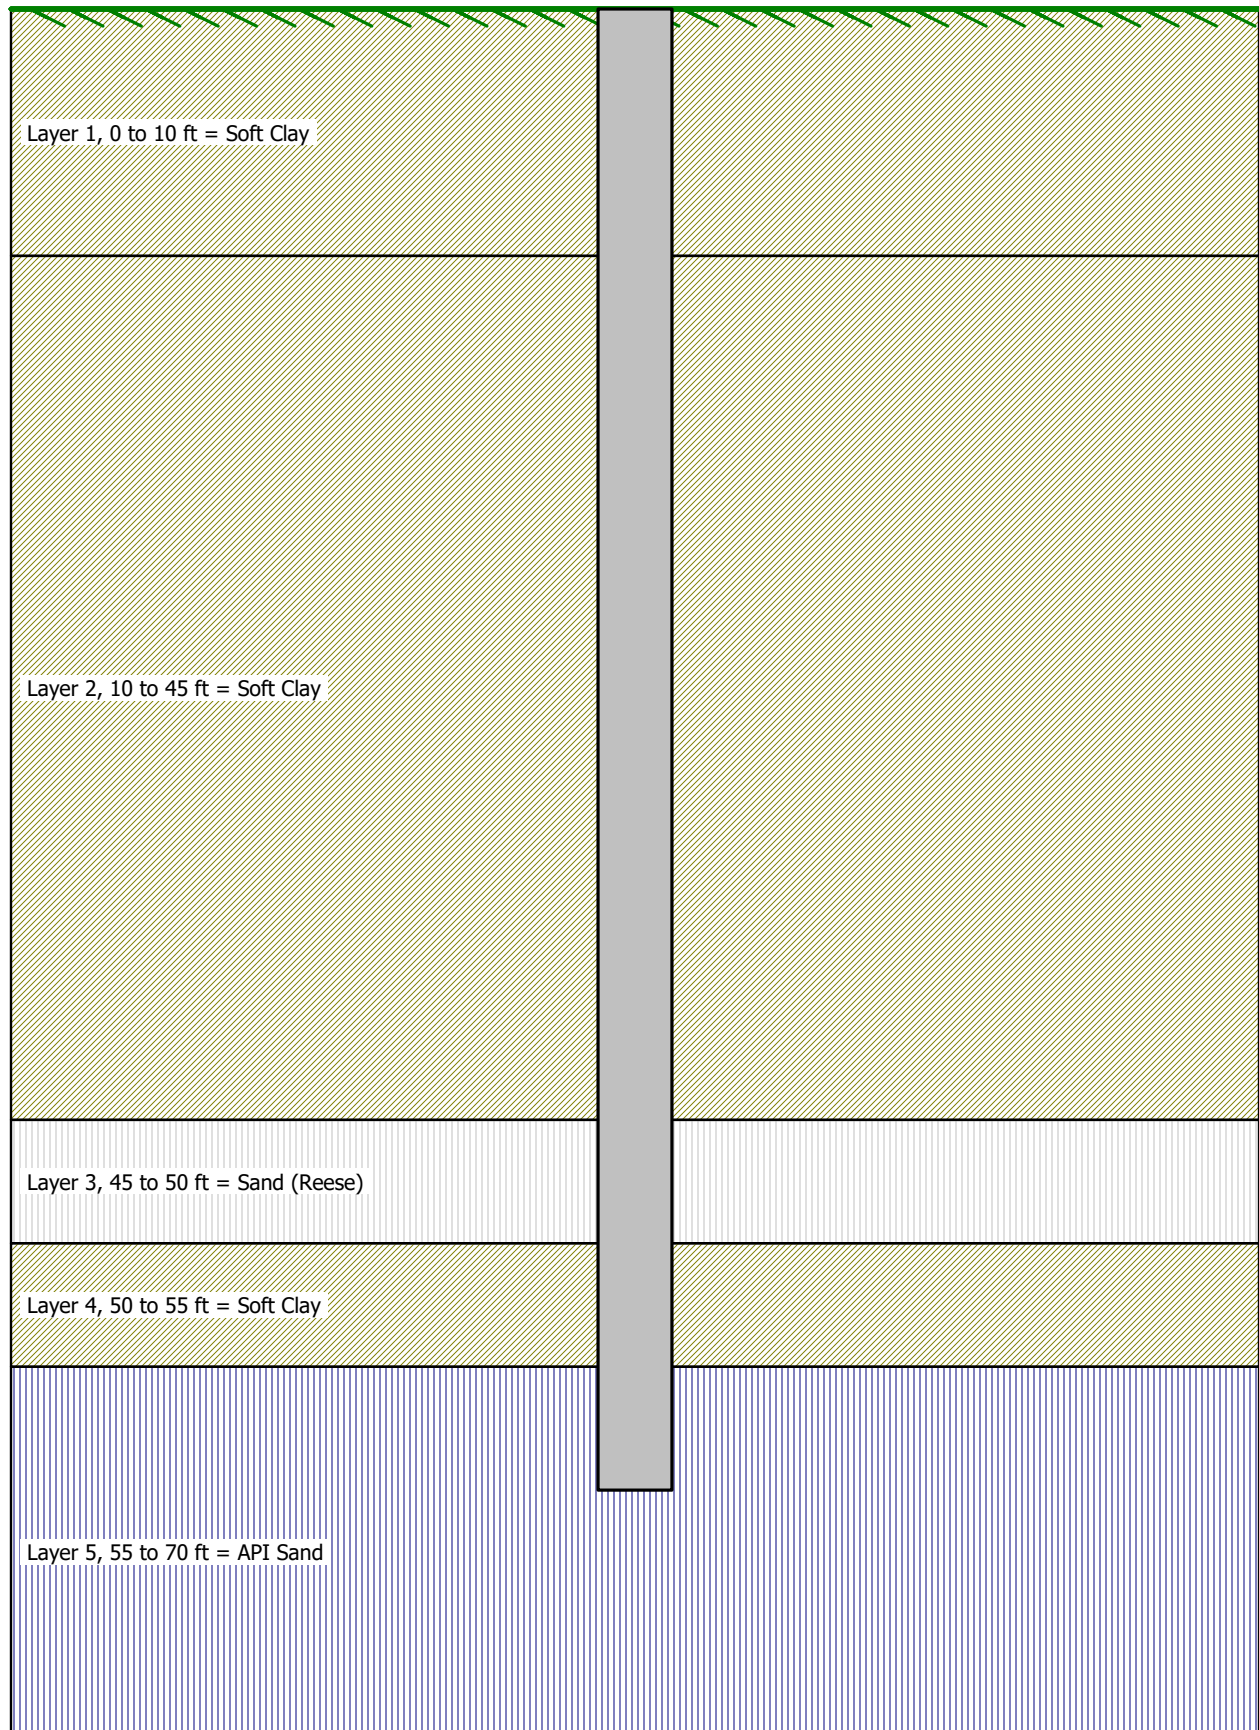 Layer 1, 0 to 10 ft = Soft Clay
Layer 2, 10 to 45 ft = Soft Clay
Layer 3, 45 to 50 ft = Sand (Reese)
Layer 4, 50 to 55 ft = Soft Clay
Layer 5, 55 to 70 ft = API Sand